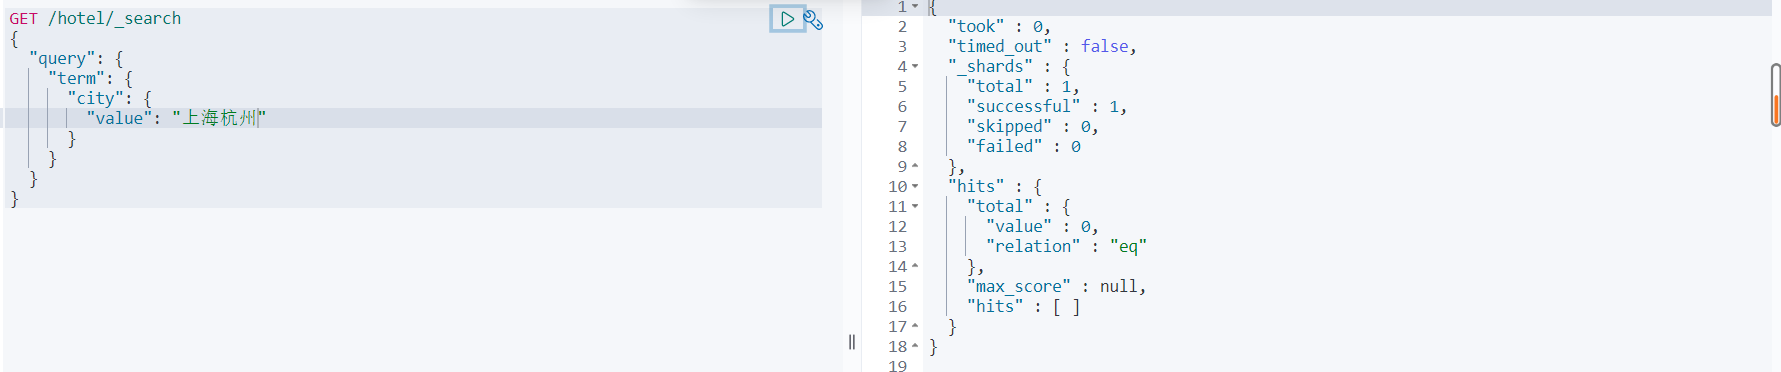 GET /hotel/_search
{
  "query": {
    "term": {
      "city": {
        "value": "上海杭州"
      }
    }
  }
}
1 {
2   "took" : 0,
3   "timed_out" : false,
4   "_shards" : {
5     "total" : 1,
6     "successful" : 1,
7     "skipped" : 0,
8     "failed" : 0
9   },
10   "hits" : {
11     "total" : {
12       "value" : 0,
13       "relation" : "eq"
14     },
15     "max_score" : null,
16     "hits" : [ ]
17   }
18 }
19